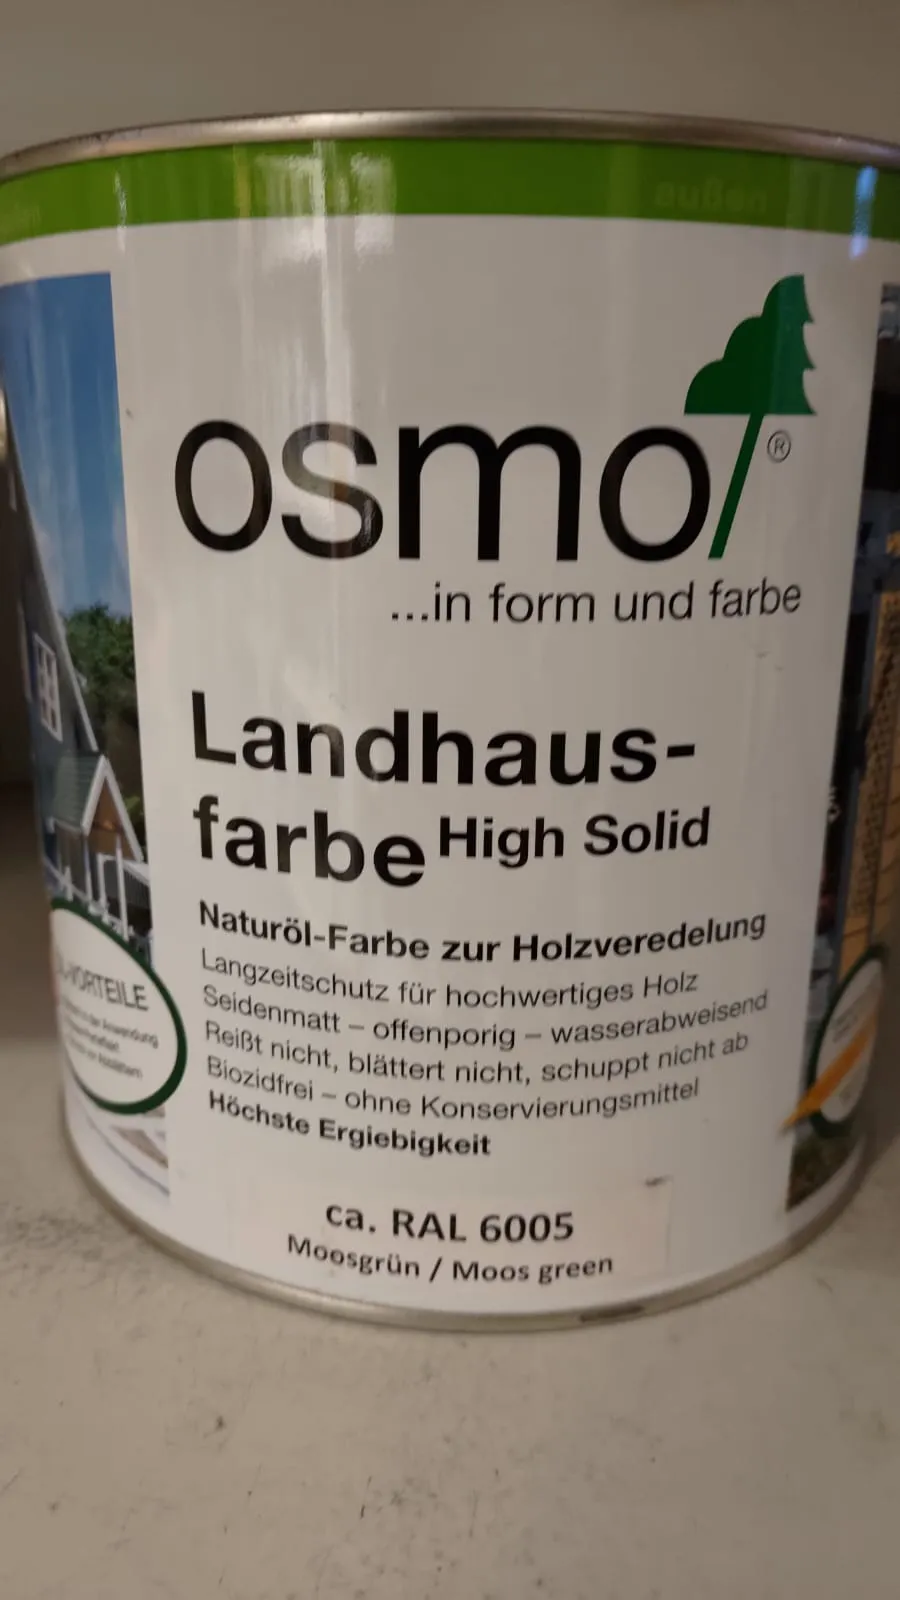 außen
osmo
®
...in form und farbe
Landhaus-
farbe High Solid
Naturöl-Farbe zur Holzveredelung
Langzeitschutz für hochwertiges Holz
Seidenmatt – offenporig – wasserabweisend
Reißt nicht, blättert nicht, schuppt nicht ab
Biozidfrei – ohne Konservierungsmittel
Höchste Ergiebigkeit
ca. RAL 6005
Moosgrün / Moos green